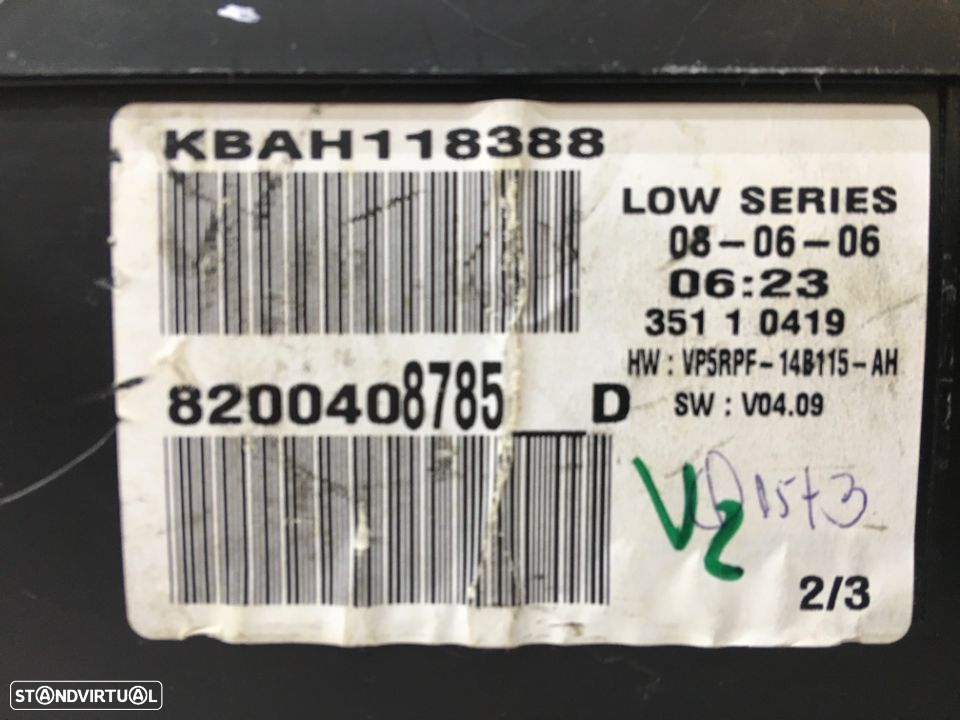 KBAH118388
LOW SERIES
08-06-06
06:23
351 1 0419
HW : VP5RPF-14B115-AH
SW : V04.09
8200408785_D
V2
2/3
STANDVIRTUAL